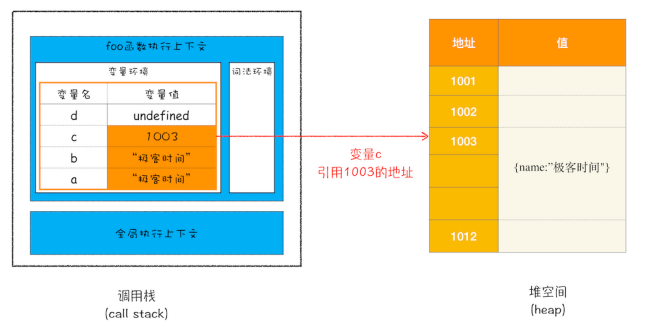 foo函数执行上下文
变量环境
词法环境
变量名 变量值
d undefined
c 1003
b “极客时间”
a “极客时间”
全局执行上下文
调用栈
(call stack)
变量c
引用1003的地址
地址 值
1001
1002
1003
{name:”极客时间"}
1012
堆空间
(heap)